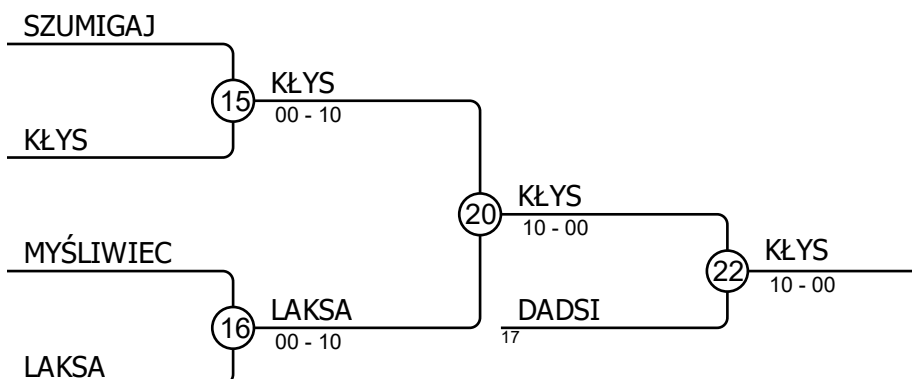 SZUMIGAJ
15
KŁYS
00 - 10
KŁYS
20
KŁYS
10 - 00
MYŚLIWIEC
16
LAKSA
00 - 10
LAKSA
22
KŁYS
10 - 00
DADSI
17